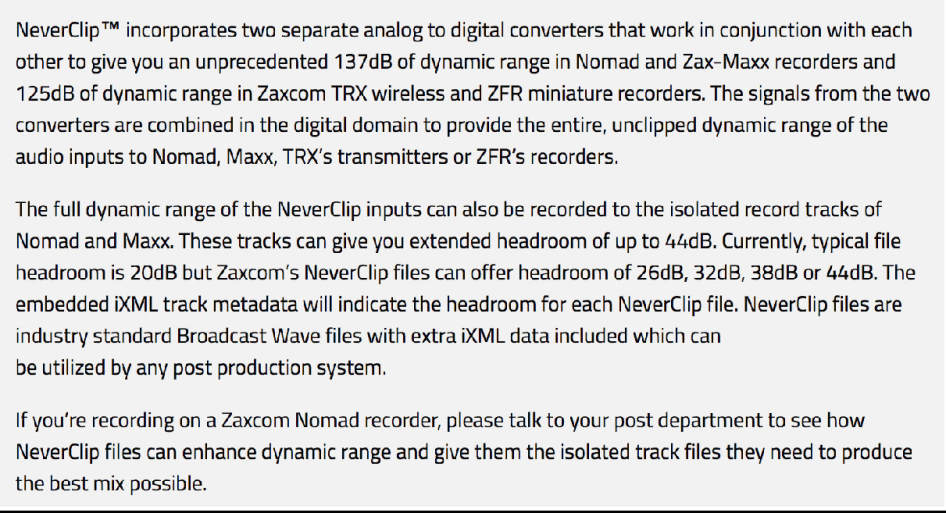 NeverClip™ incorporates two separate analog to digital converters that work in conjunction with each
other to give you an unprecedented 137dB of dynamic range in Nomad and Zax-Maxx recorders and
125dB of dynamic range in Zaxcom TRX wireless and ZFR miniature recorders. The signals from the two
converters are combined in the digital domain to provide the entire, unclipped dynamic range of the
audio inputs to Nomad, Maxx, TRX's transmitters or ZFR's recorders.
The full dynamic range of the NeverClip inputs can also be recorded to the isolated record tracks of
Nomad and Maxx. These tracks can give you extended headroom of up to 44dB. Currently, typical file
headroom is 20dB but Zaxcom's NeverClip files can offer headroom of 26dB, 32dB, 38dB or 44dB. The
embedded iXML track metadata will indicate the headroom for each NeverClip file. NeverClip files are
industry standard Broadcast Wave files with extra iXML data included which can
be utilized by any post production system.
If you're recording on a Zaxcom Nomad recorder, please talk to your post department to see how
NeverClip files can enhance dynamic range and give them the isolated track files they need to produce
the best mix possible.